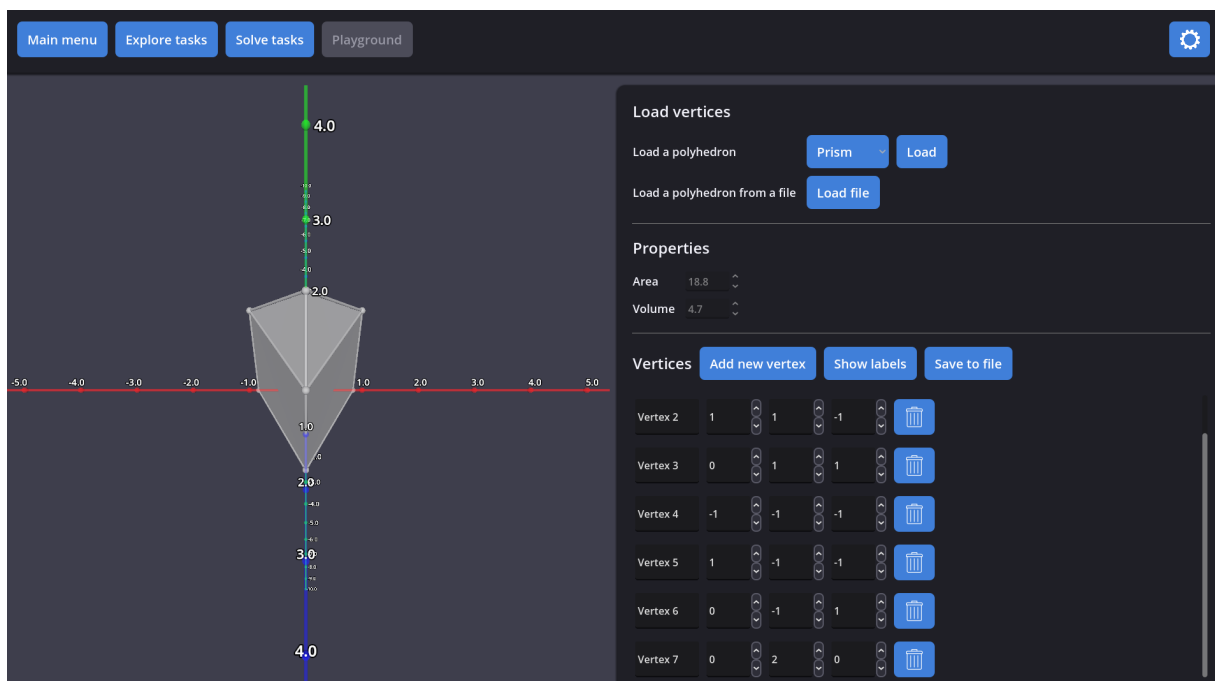 Main menu Explore tasks Solve tasks Playground
Load vertices
Load a polyhedron Prism Load
Load a polyhedron from a file Load file
Properties
Area 18.8
Volume 4.7
Vertices Add new vertex Show labels Save to file
Vertex 2 1 1 -1
Vertex 3 0 1 1
Vertex 4 -1 -1 -1
Vertex 5 1 -1 -1
Vertex 6 0 -1 1
Vertex 7 0 2 0
4.0
3.0
2.0
-5.0 -4.0 -3.0 -2.0 -1.0 1.0 2.0 3.0 4.0 5.0
1.0
2.0
3.0
4.0